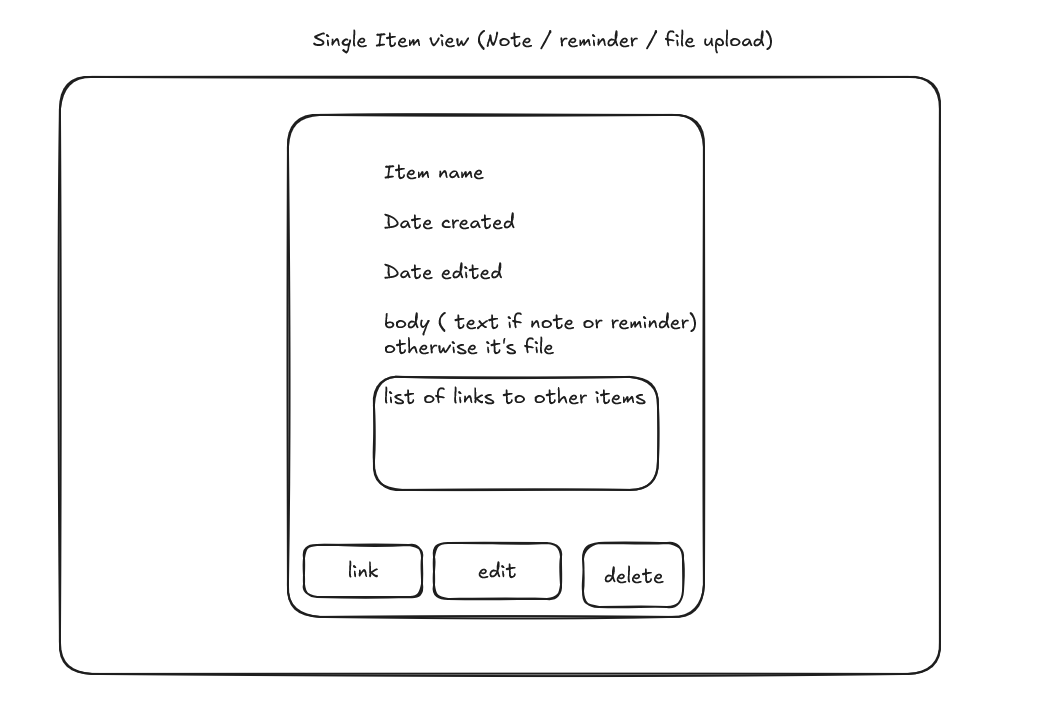 Single Item view (Note / reminder / file upload)
Item name
Date created
Date edited
body ( text if note or reminder)
otherwise it's file
list of links to other items
link
edit
delete